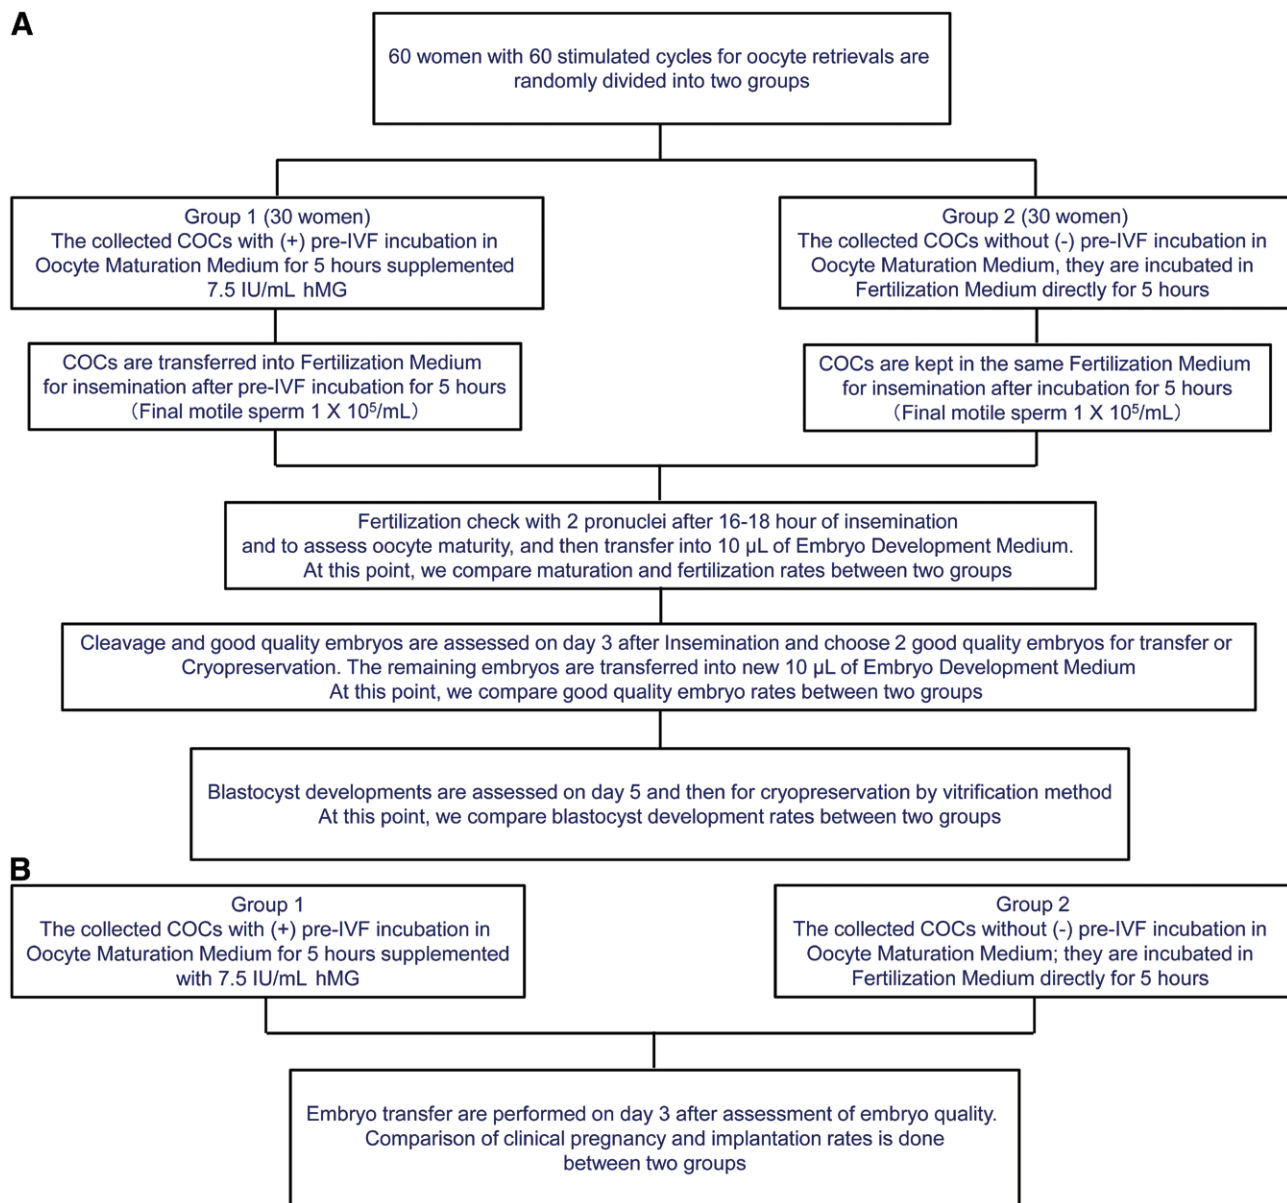 A
60 women with 60 stimulated cycles for oocyte retrievals are
randomly divided into two groups
Group 1 (30 women)
The collected COCs with (+) pre-IVF incubation in
Oocyte Maturation Medium for 5 hours supplemented
7.5 IU/mL hMG
Group 2 (30 women)
The collected COCs without (-) pre-IVF incubation in
Oocyte Maturation Medium, they are incubated in
Fertilization Medium directly for 5 hours
COCs are transferred into Fertilization Medium
for insemination after pre-IVF incubation for 5 hours
（Final motile sperm 1 X 10⁵/mL）
COCs are kept in the same Fertilization Medium
for insemination after incubation for 5 hours
（Final motile sperm 1 X 10⁵/mL）
Fertilization check with 2 pronuclei after 16-18 hour of insemination
and to assess oocyte maturity, and then transfer into 10 µL of Embryo Development Medium.
At this point, we compare maturation and fertilization rates between two groups
Cleavage and good quality embryos are assessed on day 3 after Insemination and choose 2 good quality embryos for transfer or
Cryopreservation. The remaining embryos are transferred into new 10 µL of Embryo Development Medium
At this point, we compare good quality embryo rates between two groups
Blastocyst developments are assessed on day 5 and then for cryopreservation by vitrification method
At this point, we compare blastocyst development rates between two groups
B
Group 1
The collected COCs with (+) pre-IVF incubation in
Oocyte Maturation Medium for 5 hours supplemented
with 7.5 IU/mL hMG
Group 2
The collected COCs without (-) pre-IVF incubation in
Oocyte Maturation Medium; they are incubated in
Fertilization Medium directly for 5 hours
Embryo transfer are performed on day 3 after assessment of embryo quality.
Comparison of clinical pregnancy and implantation rates is done
between two groups